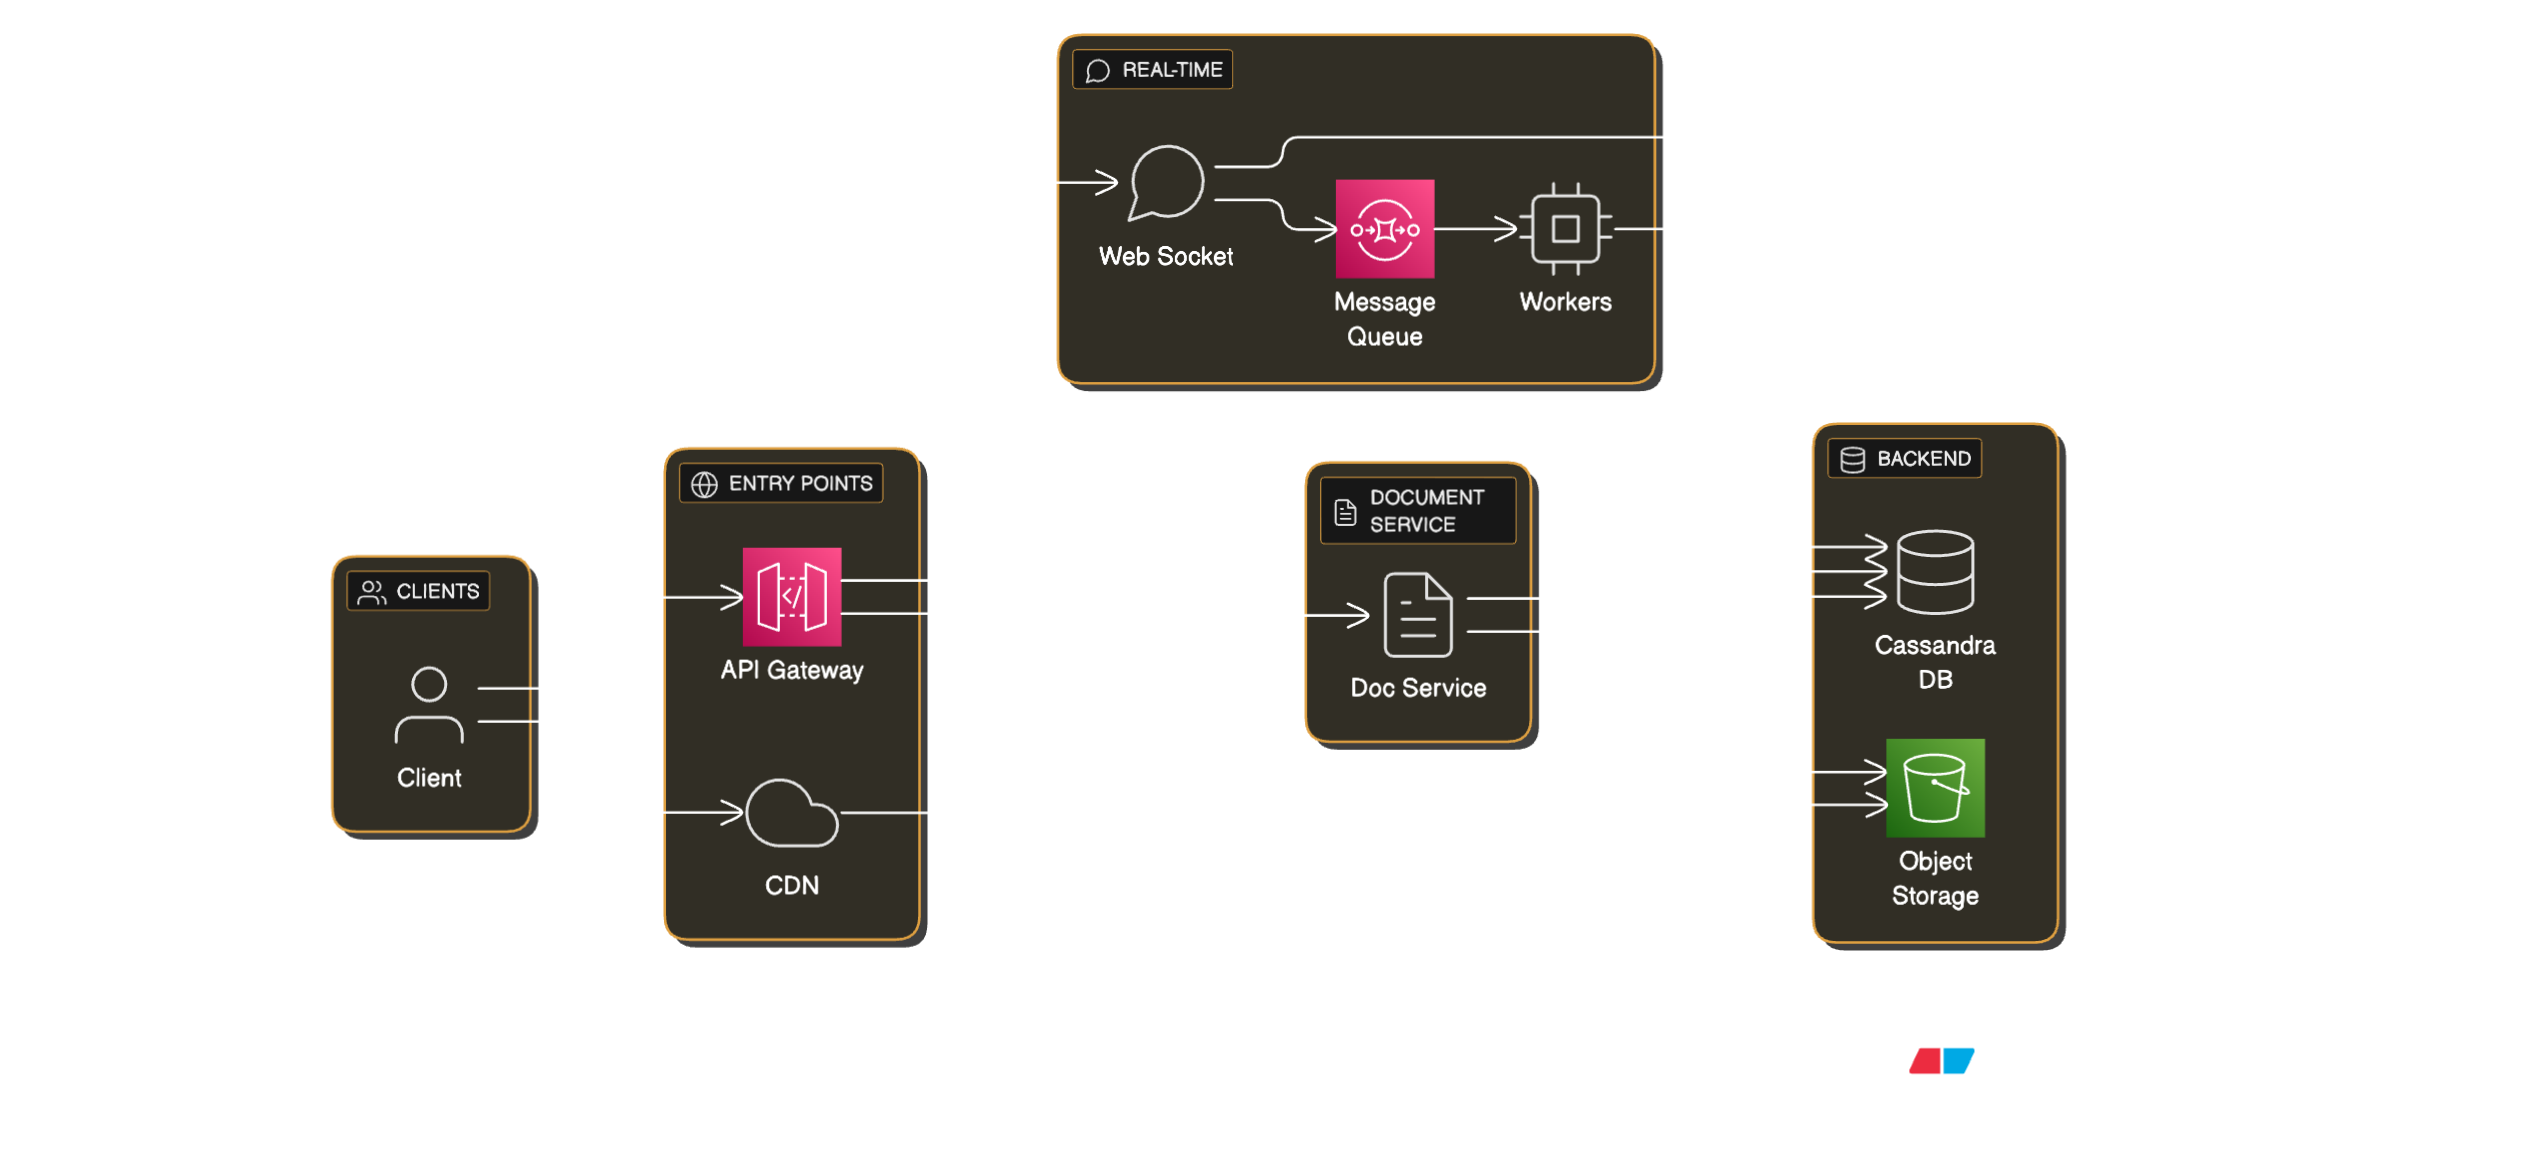 REAL-TIME
Web Socket
Message
Queue
Workers
CLIENTS
Client
ENTRY POINTS
API Gateway
CDN
DOCUMENT
SERVICE
Doc Service
BACKEND
Cassandra
DB
Object
Storage